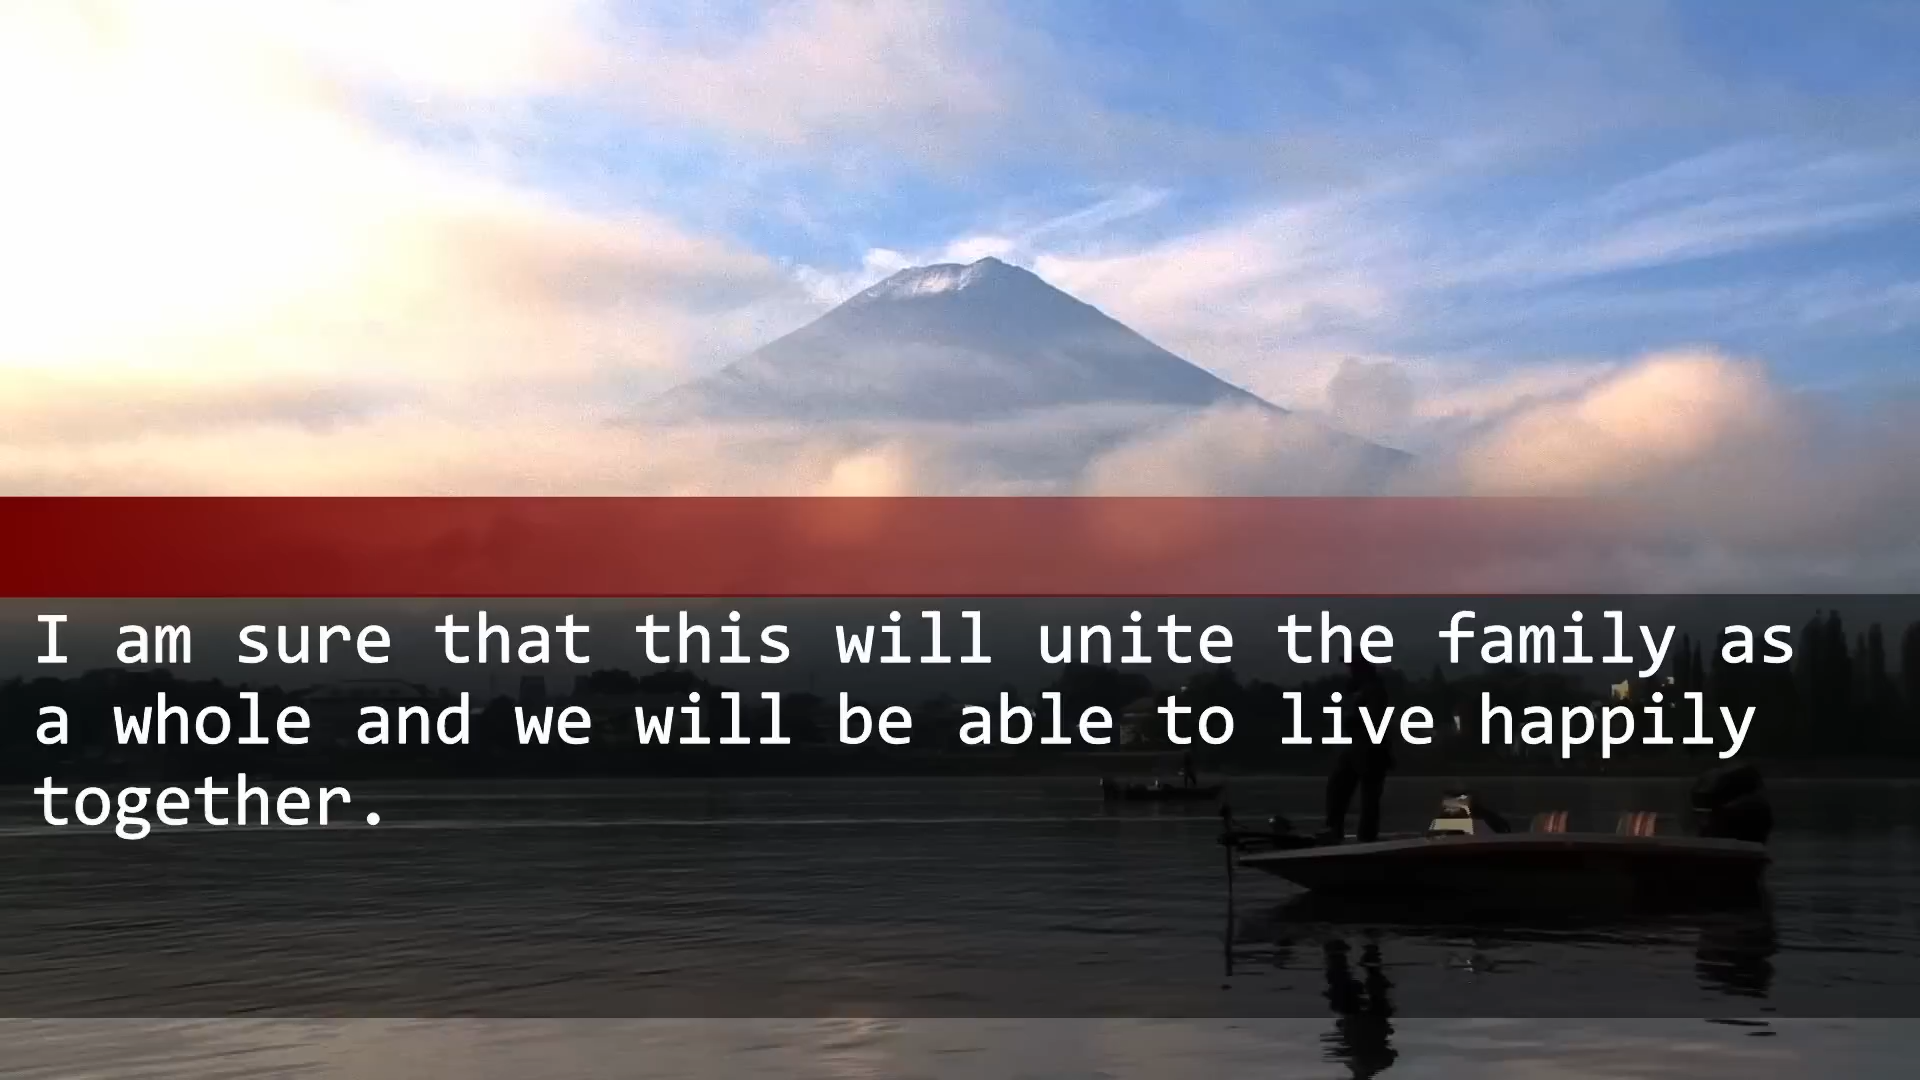 I am sure that this will unite the family as
a whole and we will be able to live happily
together.